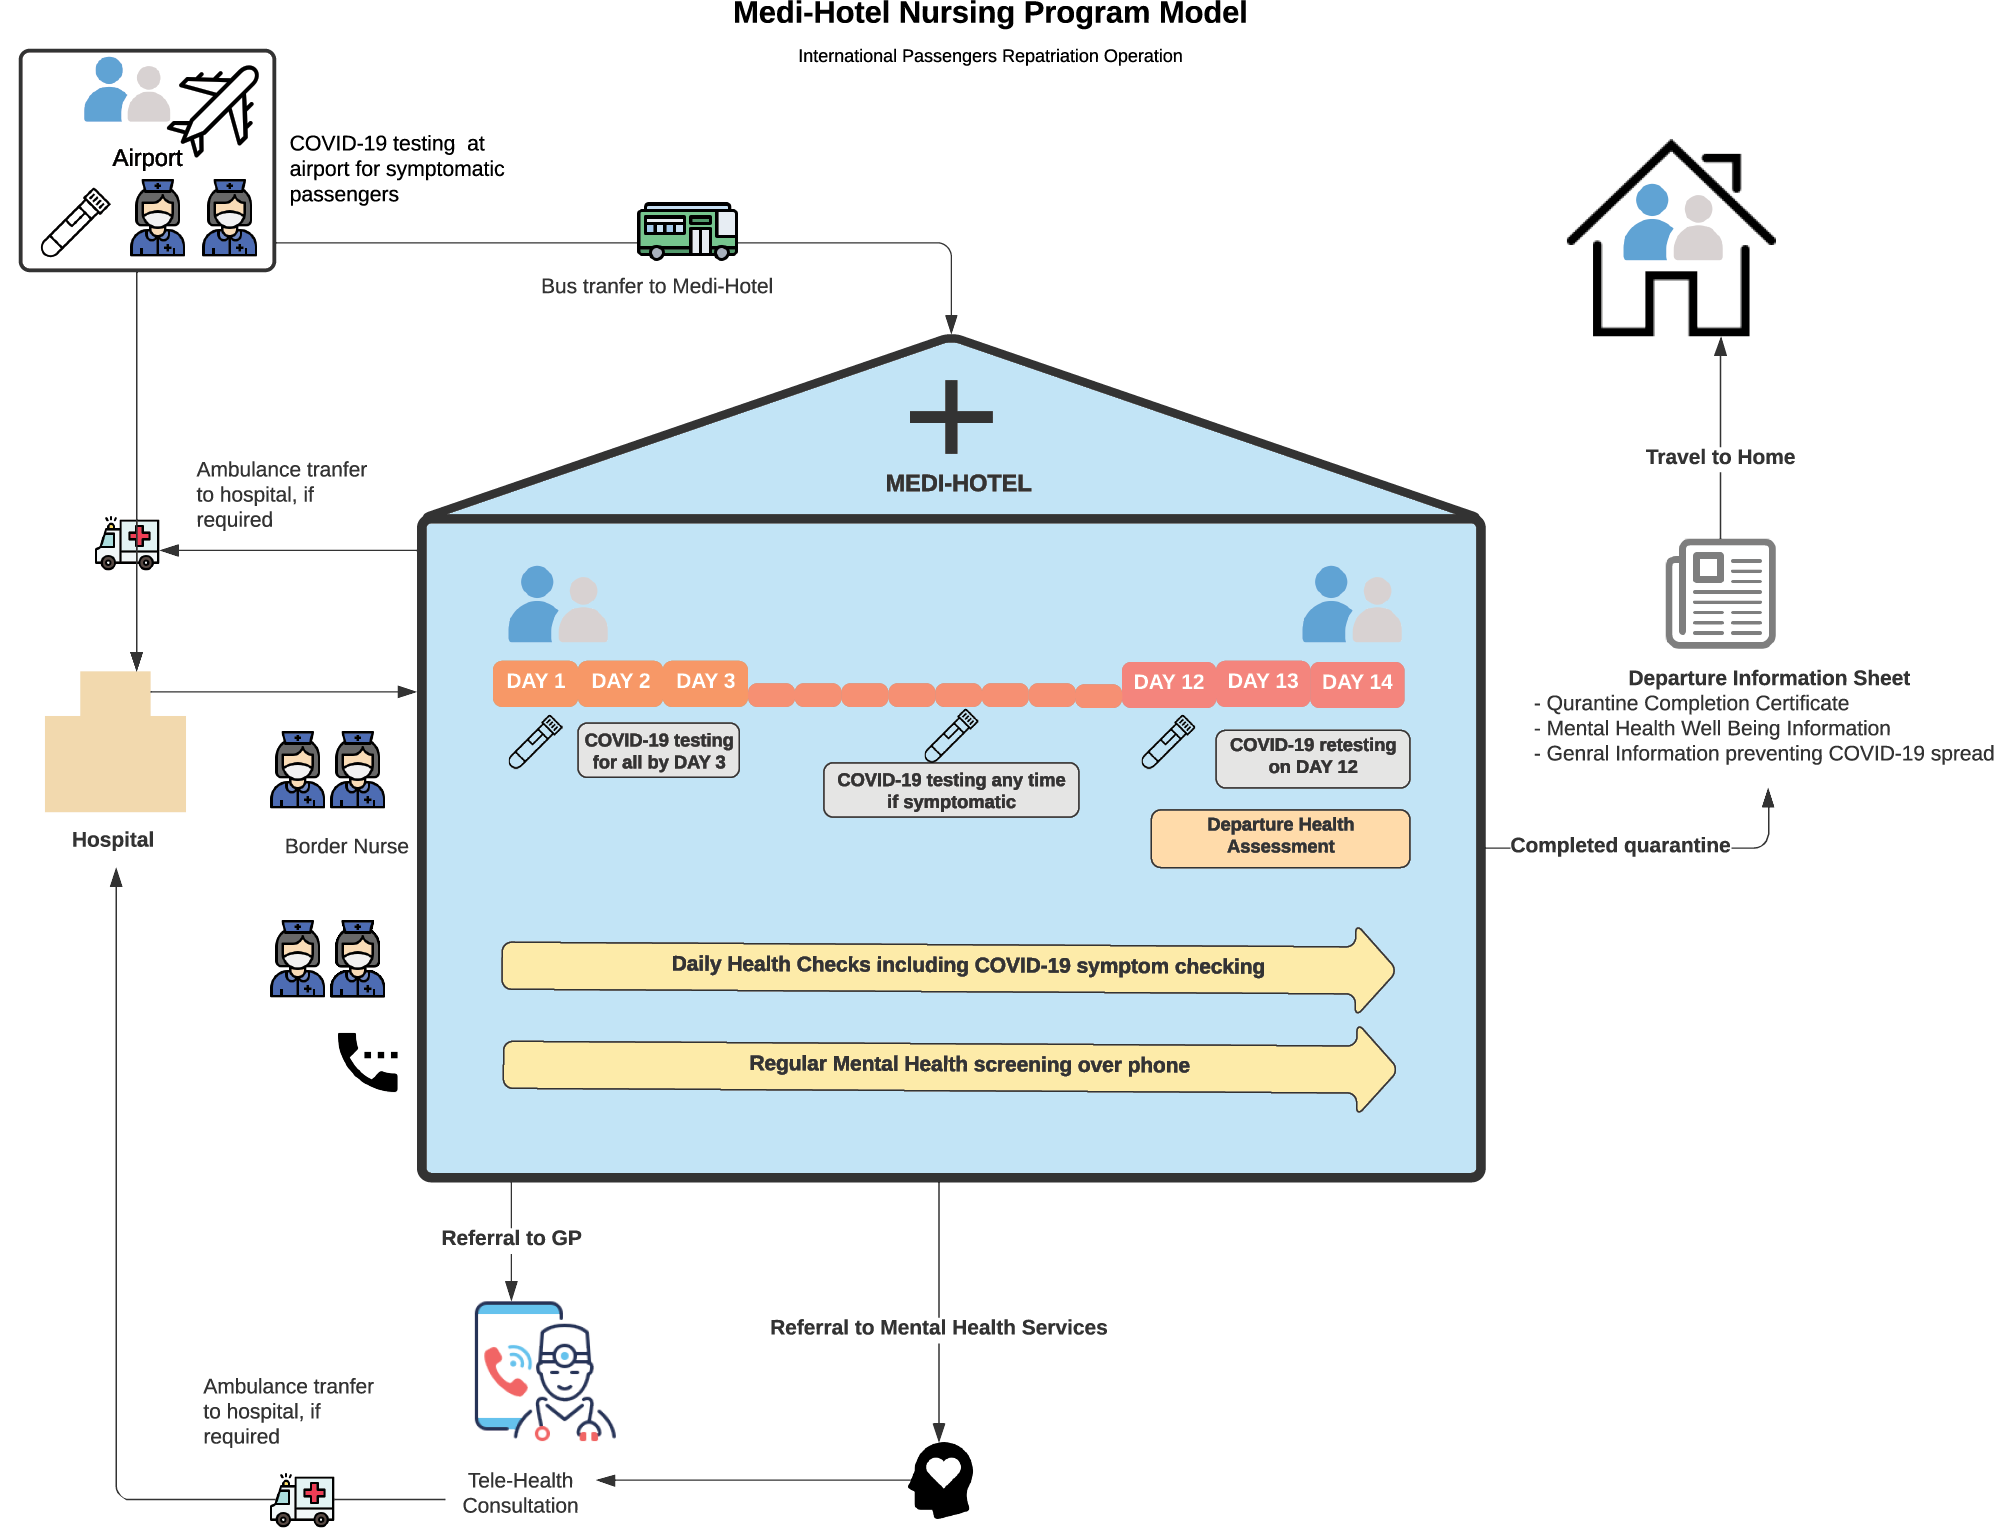 Medi-Hotel Nursing Program Model
International Passengers Repatriation Operation
Airport
COVID-19 testing at
airport for symptomatic
passengers
Bus tranfer to Medi-Hotel
Ambulance tranfer
to hospital, if
required
MEDI-HOTEL
Travel to Home
DAY 1
DAY 2
DAY 3
DAY 12
DAY 13
DAY 14
COVID-19 testing
for all by DAY 3
COVID-19 testing any time
if symptomatic
COVID-19 retesting
on DAY 12
Departure Health
Assessment
Departure Information Sheet
- Qurantine Completion Certificate
- Mental Health Well Being Information
- Genral Information preventing COVID-19 spread
Hospital
Border Nurse
Completed quarantine
Daily Health Checks including COVID-19 symptom checking
Regular Mental Health screening over phone
Referral to GP
Referral to Mental Health Services
Ambulance tranfer
to hospital, if
required
Tele-Health
Consultation